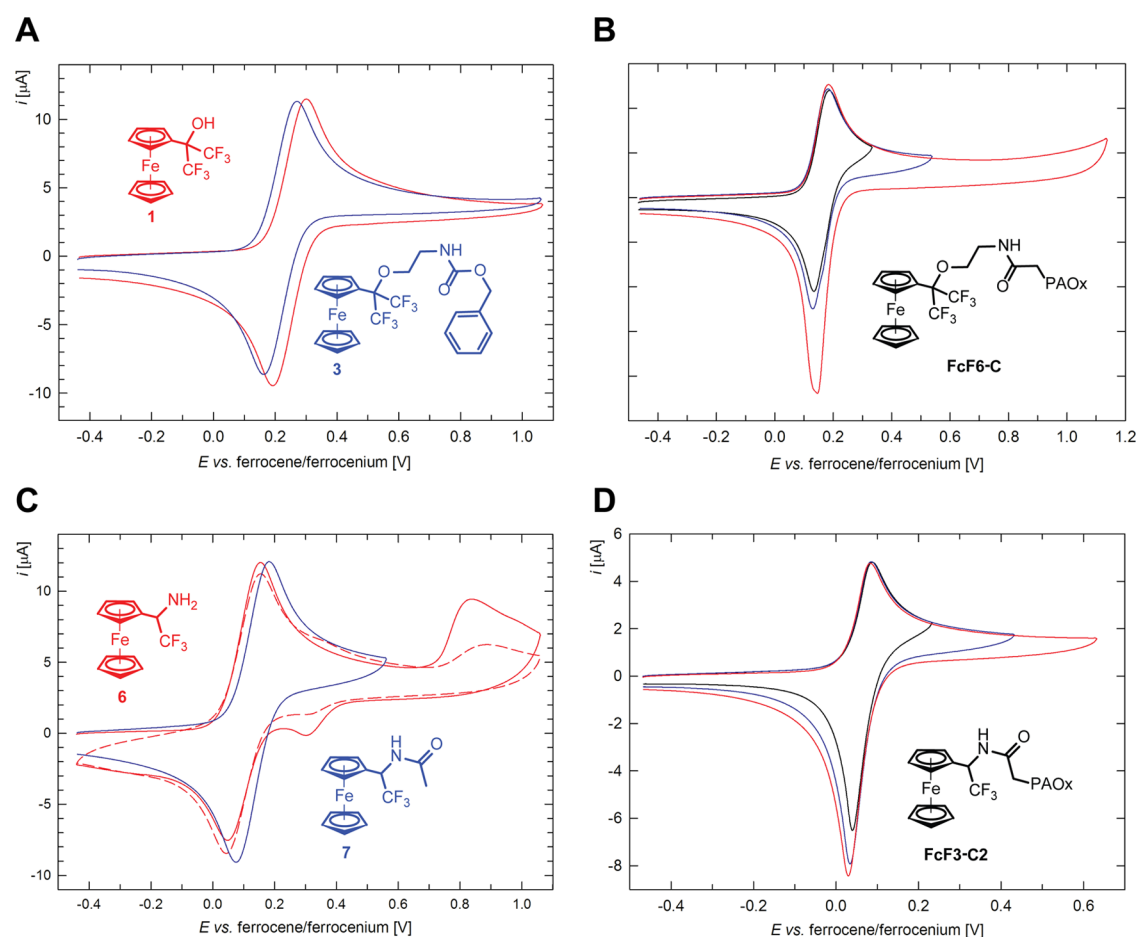 A
i [µA]
10
5
0
-5
-10
-0.4 -0.2 0.0 0.2 0.4 0.6 0.8 1.0
E vs. ferrocene/ferrocenium [V]
OH
CF3
CF3
Fe
1
H
N
O
O
O
CF3
CF3
Fe
3
B
-0.4 -0.2 0.0 0.2 0.4 0.6 0.8 1.0 1.2
E vs. ferrocene/ferrocenium [V]
NH
O
O
PAOx
CF3
CF3
Fe
FcF6-C
C
i [µA]
10
5
0
-5
-10
-0.4 -0.2 0.0 0.2 0.4 0.6 0.8 1.0
E vs. ferrocene/ferrocenium [V]
NH2
CF3
Fe
6
H
N
O
CF3
Fe
7
D
i [µA]
6
4
2
0
-2
-4
-6
-8
-0.4 -0.2 0.0 0.2 0.4 0.6
E vs. ferrocene/ferrocenium [V]
H
N
O
CF3
PAOx
Fe
FcF3-C2